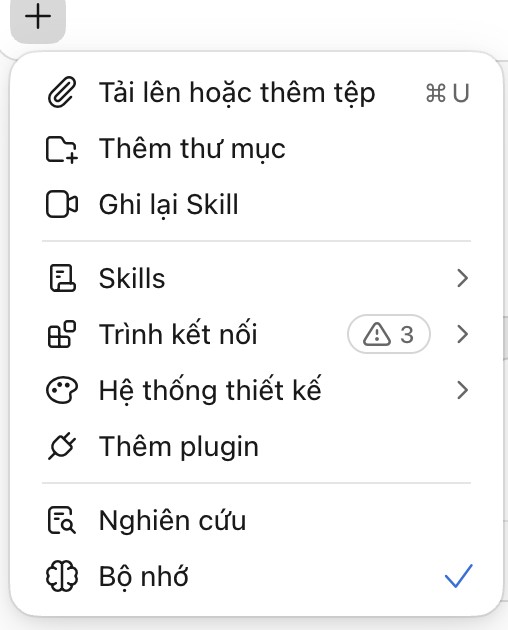 Tải lên hoặc thêm tệp ⌘ U
Thêm thư mục
Ghi lại Skill
Skills
Trình kết nối 3
Hệ thống thiết kế
Thêm plugin
Nghiên cứu
Bộ nhớ